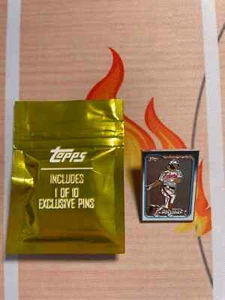 topps
INCLUDES
1 OF 10
EXCLUSIVE PINS